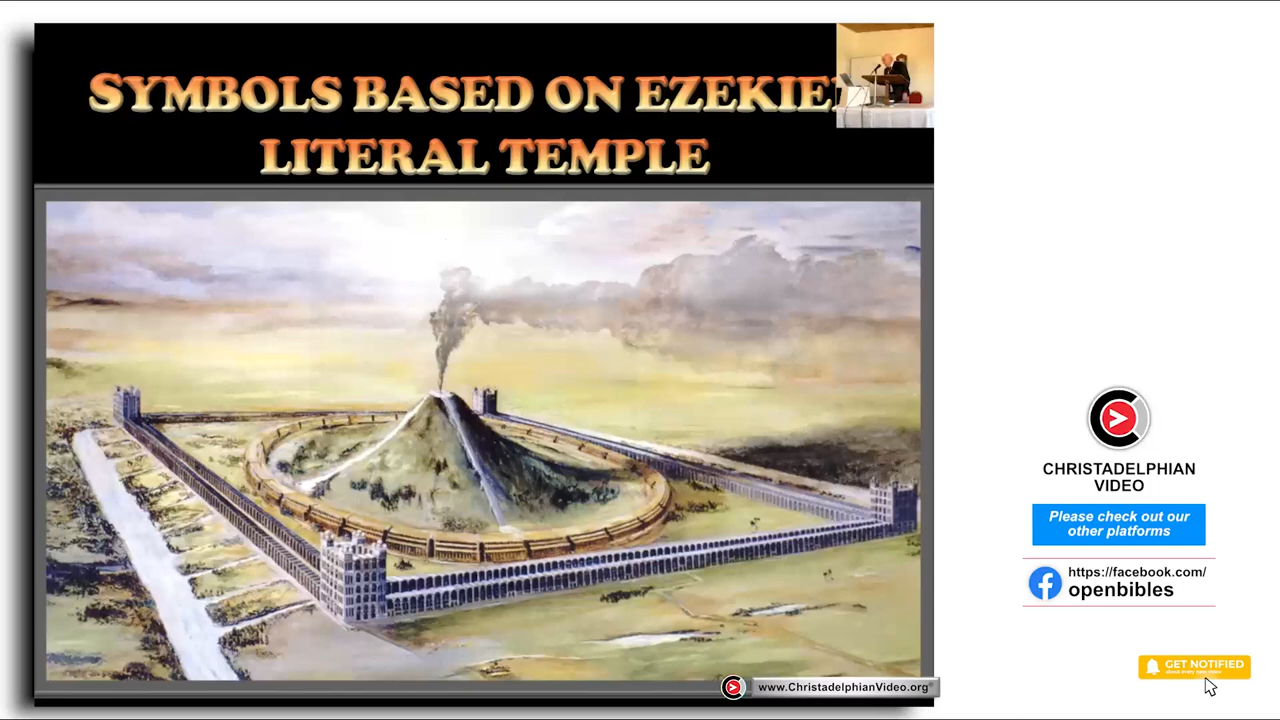 SYMBOLS BASED ON EZEKIE
LITERAL TEMPLE
www.ChristadelphianVideo.org
CHRISTADELPHIAN
VIDEO
Please check out our
other platforms
https://facebook.com/
openbibles
GET NOTIFIED